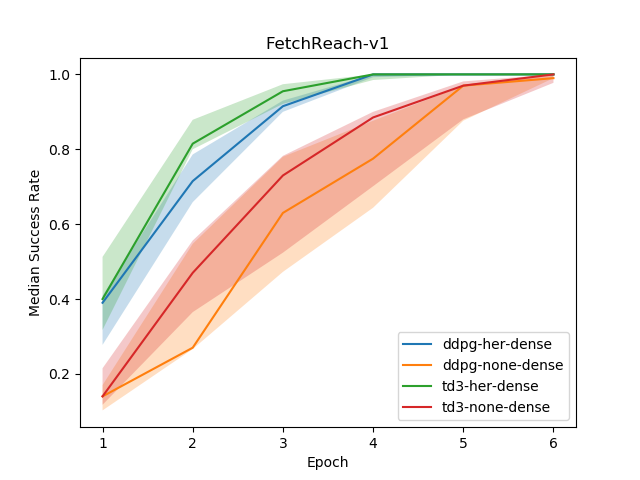 FetchReach-v1
1.0
0.8
0.6
0.4
0.2
Median Success Rate
ddpg-her-dense
ddpg-none-dense
td3-her-dense
td3-none-dense
1 2 3 4 5 6
Epoch